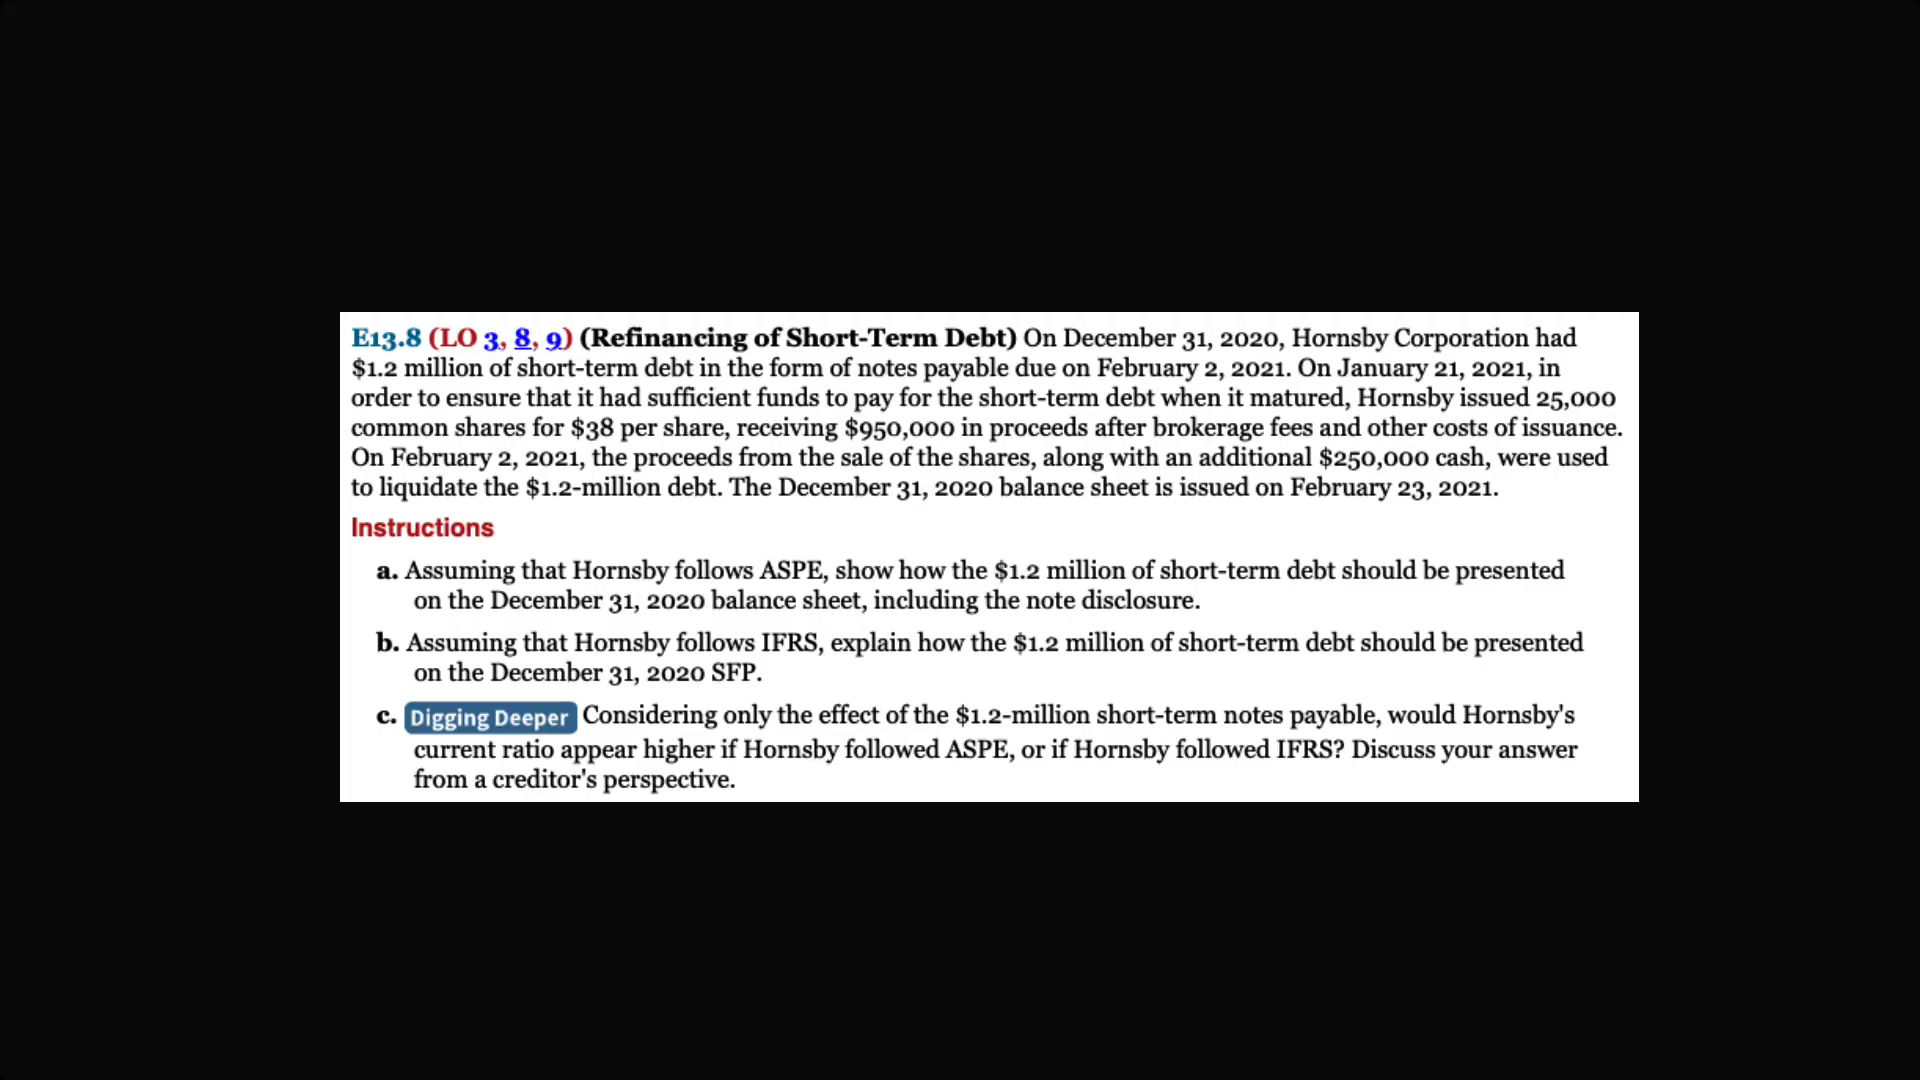 E13.8 (LO 3, 8, 9) (Refinancing of Short-Term Debt) On December 31, 2020, Hornsby Corporation had
$1.2 million of short-term debt in the form of notes payable due on February 2, 2021. On January 21, 2021, in
order to ensure that it had sufficient funds to pay for the short-term debt when it matured, Hornsby issued 25,000
common shares for $38 per share, receiving $950,000 in proceeds after brokerage fees and other costs of issuance.
On February 2, 2021, the proceeds from the sale of the shares, along with an additional $250,000 cash, were used
to liquidate the $1.2-million debt. The December 31, 2020 balance sheet is issued on February 23, 2021.
Instructions
a. Assuming that Hornsby follows ASPE, show how the $1.2 million of short-term debt should be presented
on the December 31, 2020 balance sheet, including the note disclosure.
b. Assuming that Hornsby follows IFRS, explain how the $1.2 million of short-term debt should be presented
on the December 31, 2020 SFP.
c. Digging Deeper Considering only the effect of the $1.2-million short-term notes payable, would Hornsby's
current ratio appear higher if Hornsby followed ASPE, or if Hornsby followed IFRS? Discuss your answer
from a creditor's perspective.